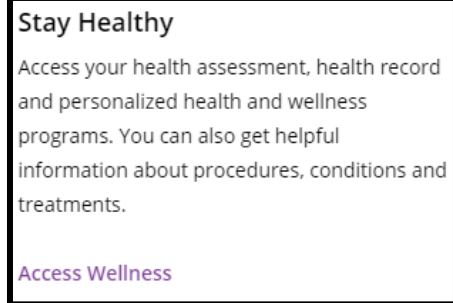 Stay Healthy
Access your health assessment, health record
and personalized health and wellness
programs. You can also get helpful
information about procedures, conditions and
treatments.
Access Wellness